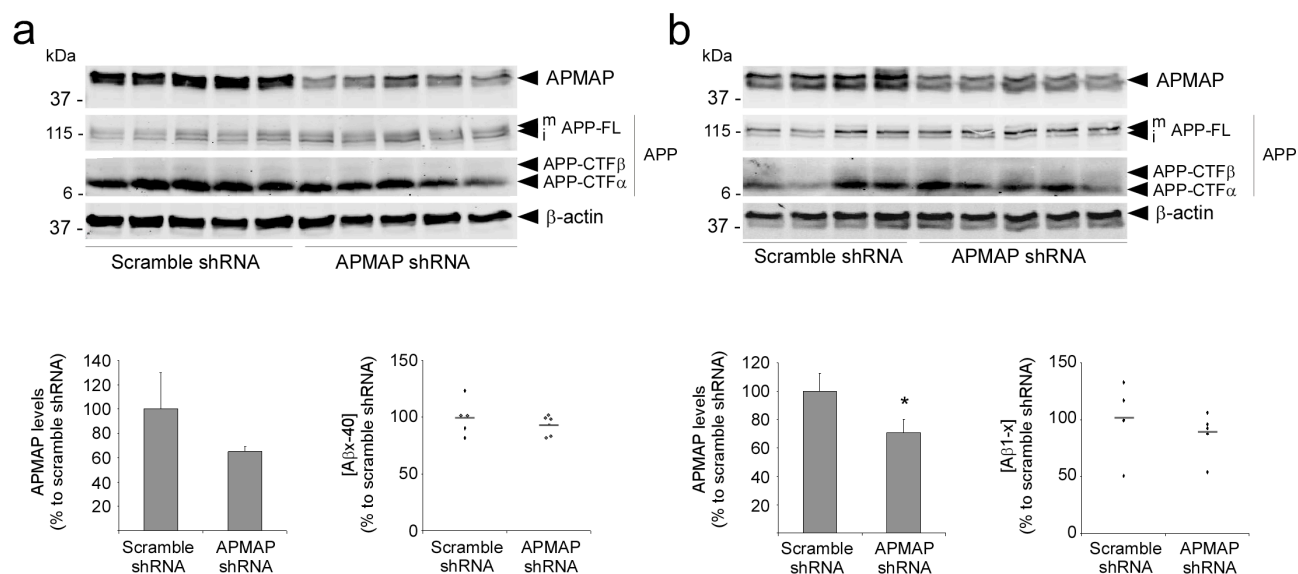 a
kDa
APMAP
37 -
115 -
m
i
APP-FL
APP-CTFβ
APP-CTFα
6 -
APP
β-actin
37 -
Scramble shRNA
APMAP shRNA
b
kDa
APMAP
37 -
115 -
m
i
APP-FL
APP-CTFβ
APP-CTFα
6 -
APP
β-actin
37 -
Scramble shRNA
APMAP shRNA
APMAP levels
(% to scramble shRNA)
140
120
100
80
60
40
20
Scramble
shRNA
APMAP
shRNA
[Aβx-40]
(% to scramble shRNA)
150
100
50
0
Scramble
shRNA
APMAP
shRNA
APMAP levels
(% to scramble shRNA)
120
100
80
60
40
20
*
Scramble
shRNA
APMAP
shRNA
[Aβ1-x]
(% to scramble shRNA)
150
100
50
0
Scramble
shRNA
APMAP
shRNA